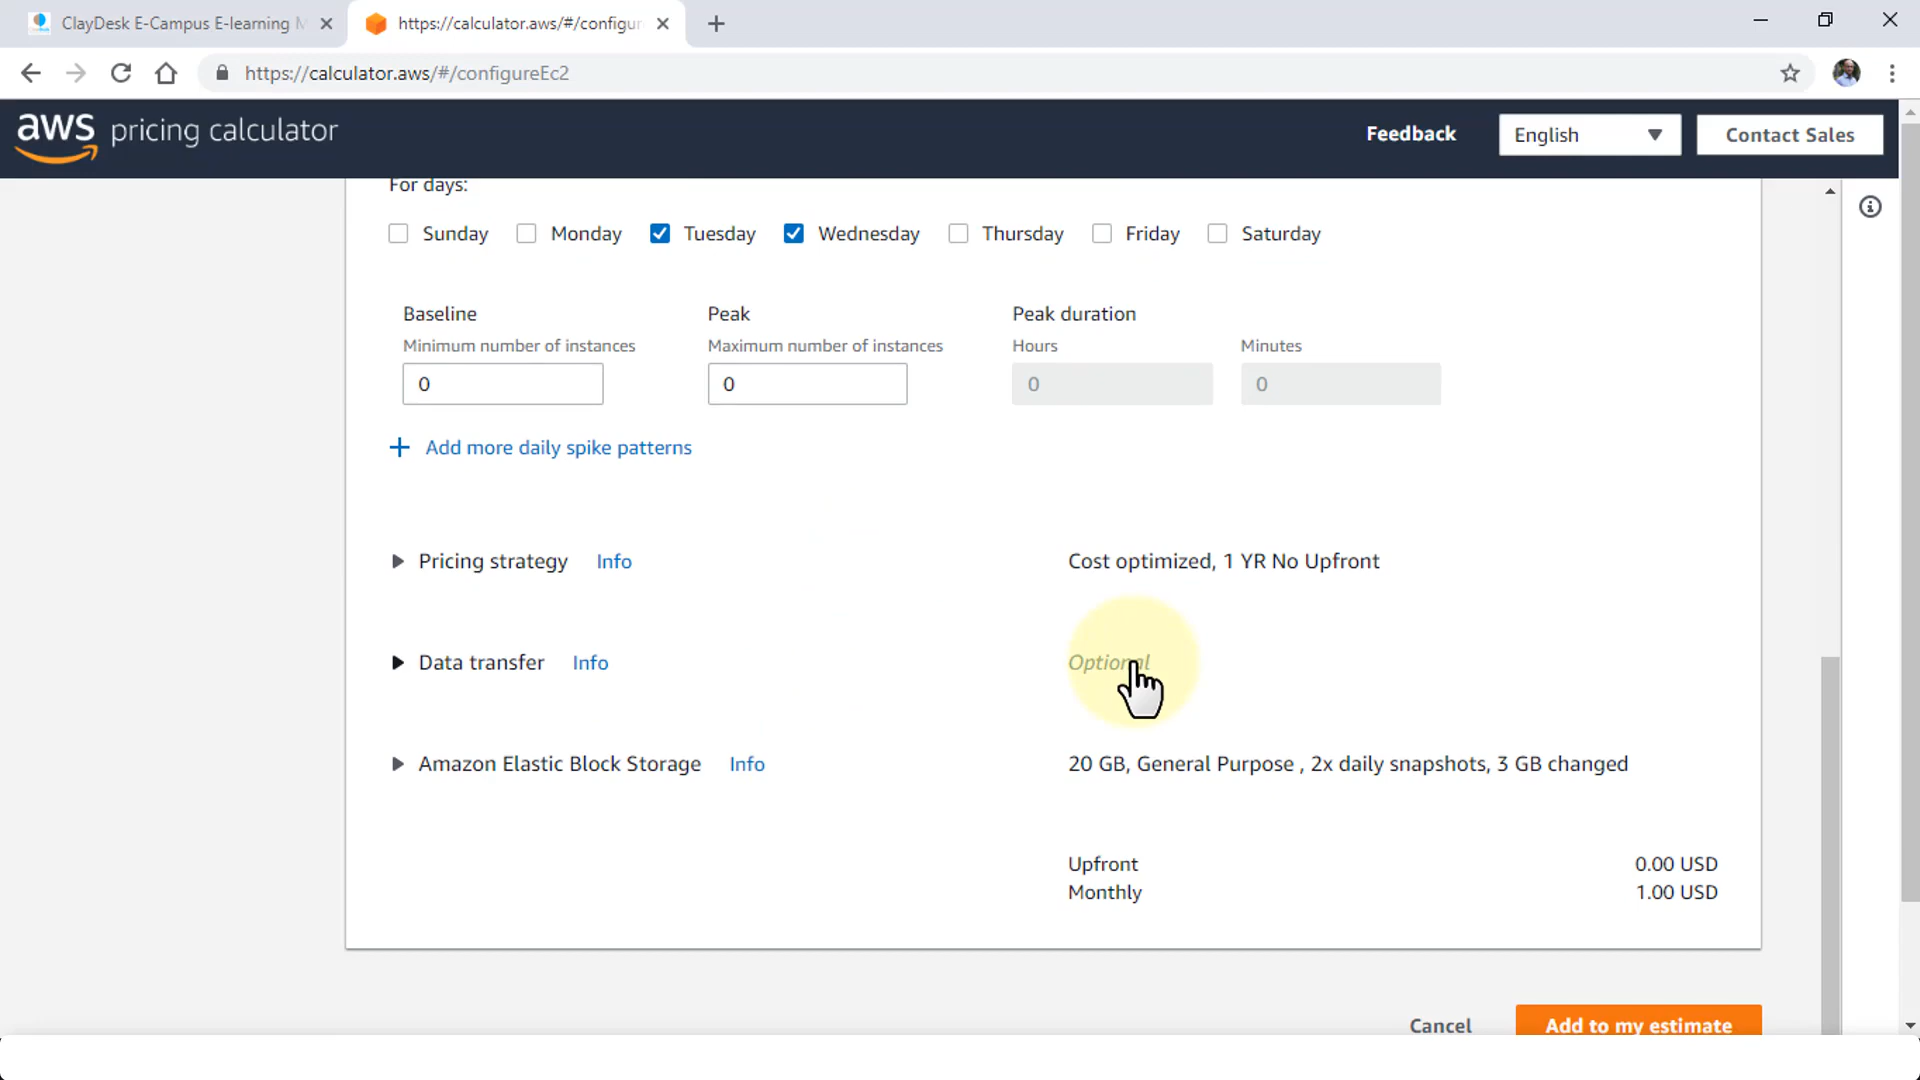 ClayDesk E-Campus E-learning M
https://calculator.aws/#/configur
https://calculator.aws/#/configureEc2
aws pricing calculator
Feedback
English
Contact Sales
For days:
Sunday Monday Tuesday Wednesday Thursday Friday Saturday
Baseline Peak Peak duration
Minimum number of instances Maximum number of instances Hours Minutes
0 0 0 0
Add more daily spike patterns
Pricing strategy Info Cost optimized, 1 YR No Upfront
Data transfer Info Optional
Amazon Elastic Block Storage Info 20 GB, General Purpose , 2x daily snapshots, 3 GB changed
Upfront 0.00 USD
Monthly 1.00 USD
Cancel Add to my estimate